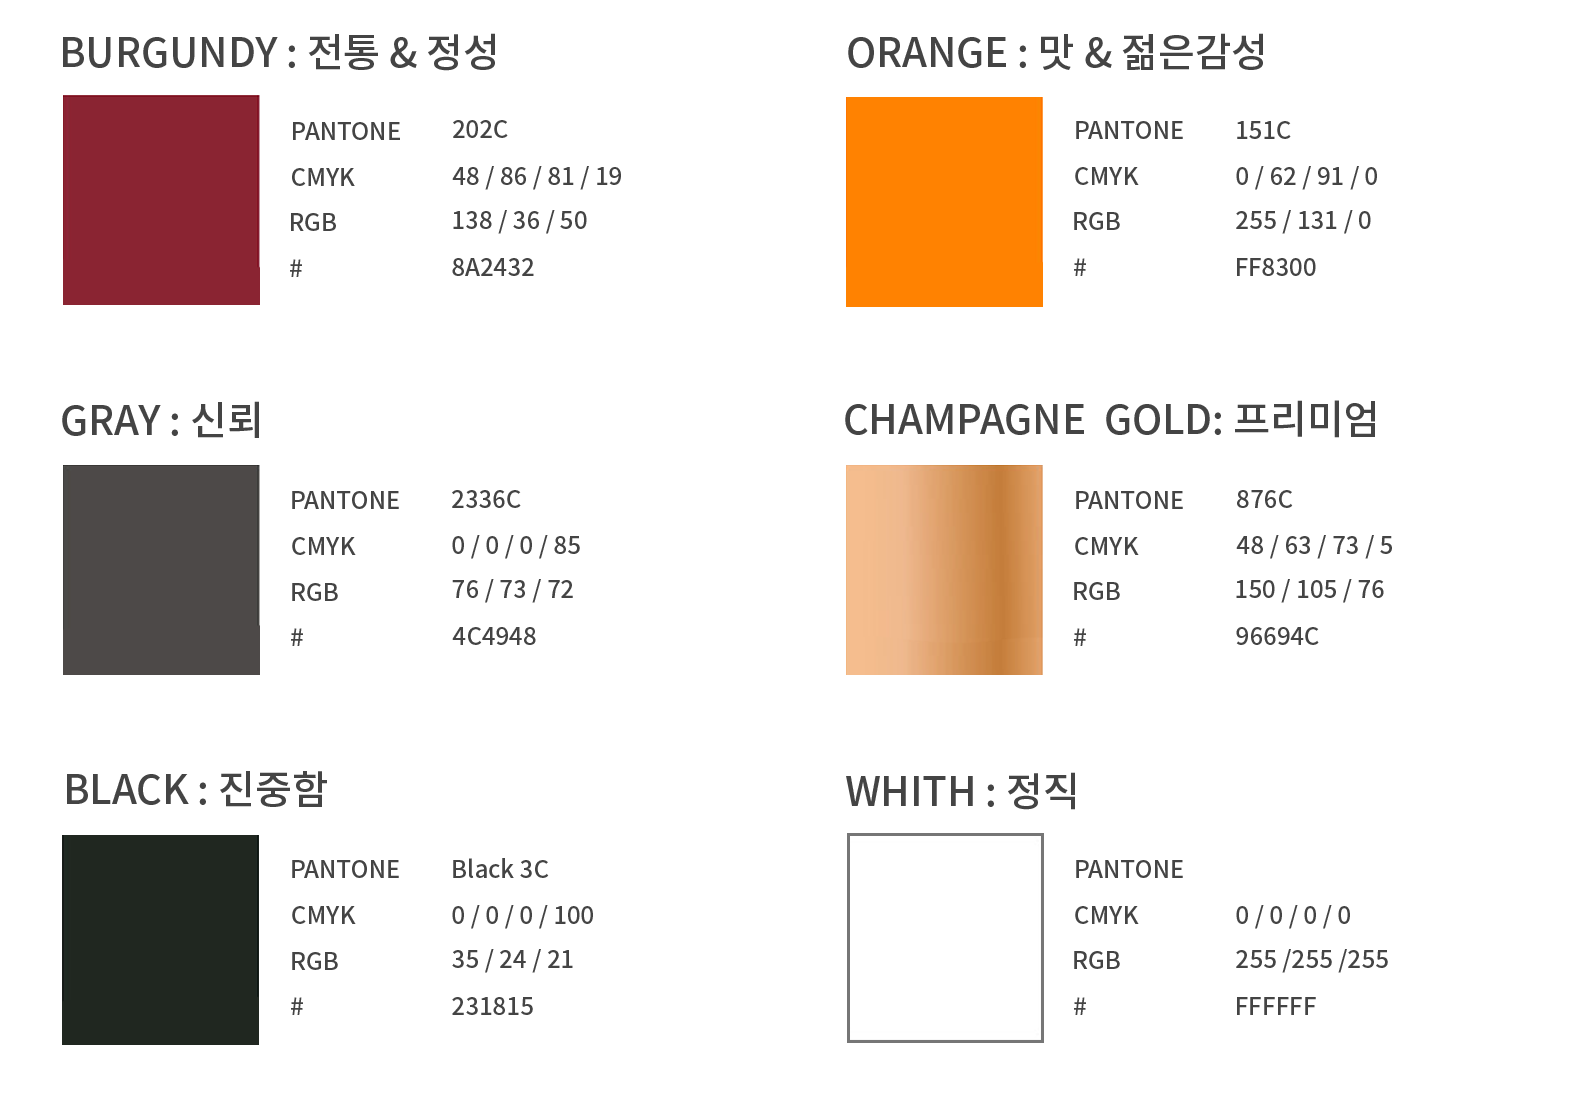 BURGUNDY : 전통 & 정성
PANTONE 202C
CMYK 48 / 86 / 81 / 19
RGB 138 / 36 / 50
# 8A2432
ORANGE : 맛 & 젊은감성
PANTONE 151C
CMYK 0 / 62 / 91 / 0
RGB 255 / 131 / 0
# FF8300
GRAY : 신뢰
PANTONE 2336C
CMYK 0 / 0 / 0 / 85
RGB 76 / 73 / 72
# 4C4948
CHAMPAGNE GOLD: 프리미엄
PANTONE 876C
CMYK 48 / 63 / 73 / 5
RGB 150 / 105 / 76
# 96694C
BLACK : 진중함
PANTONE Black 3C
CMYK 0 / 0 / 0 / 100
RGB 35 / 24 / 21
# 231815
WHITH : 정직
PANTONE
CMYK 0 / 0 / 0 / 0
RGB 255 /255 /255
# FFFFFF